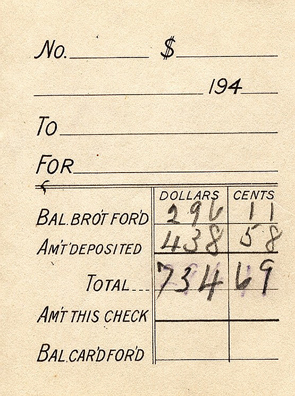 No. $
194
To
For
DOLLARS CENTS
BAL. BRO'T FOR'D 296 11
AM'T DEPOSITED 438 58
TOTAL... 734 69
AM'T THIS CHECK
BAL. CAR'D FOR'D